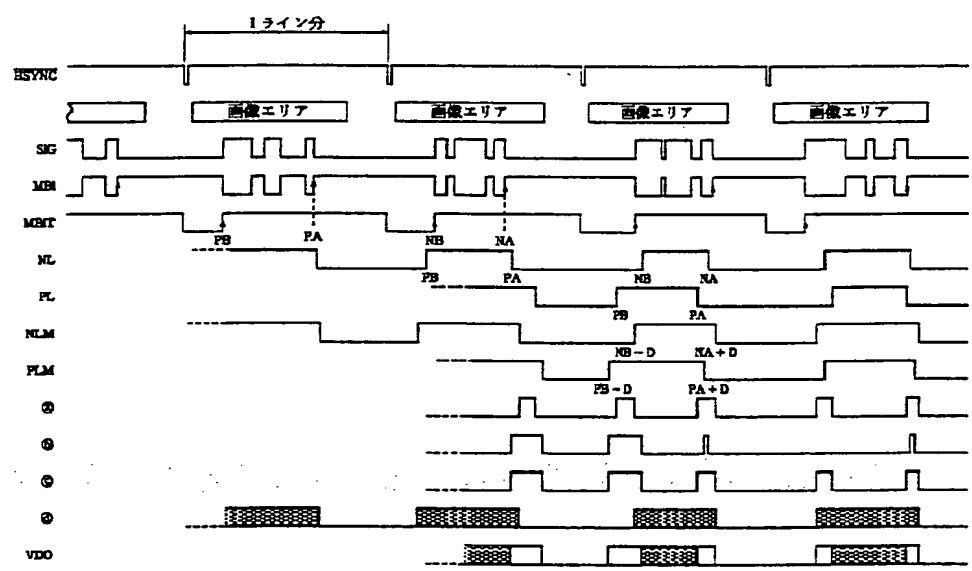 1ライン分
HSYNC
画像エリア 画像エリア 画像エリア 画像エリア
SIG
MBI
MBIT
PB PA NB NA
NL
PB PA NB NA
PL
PB PA
NLM
NB−D NA+D
PLM
PB−D PA+D
ⓐ
ⓑ
ⓒ
ⓓ
VDO